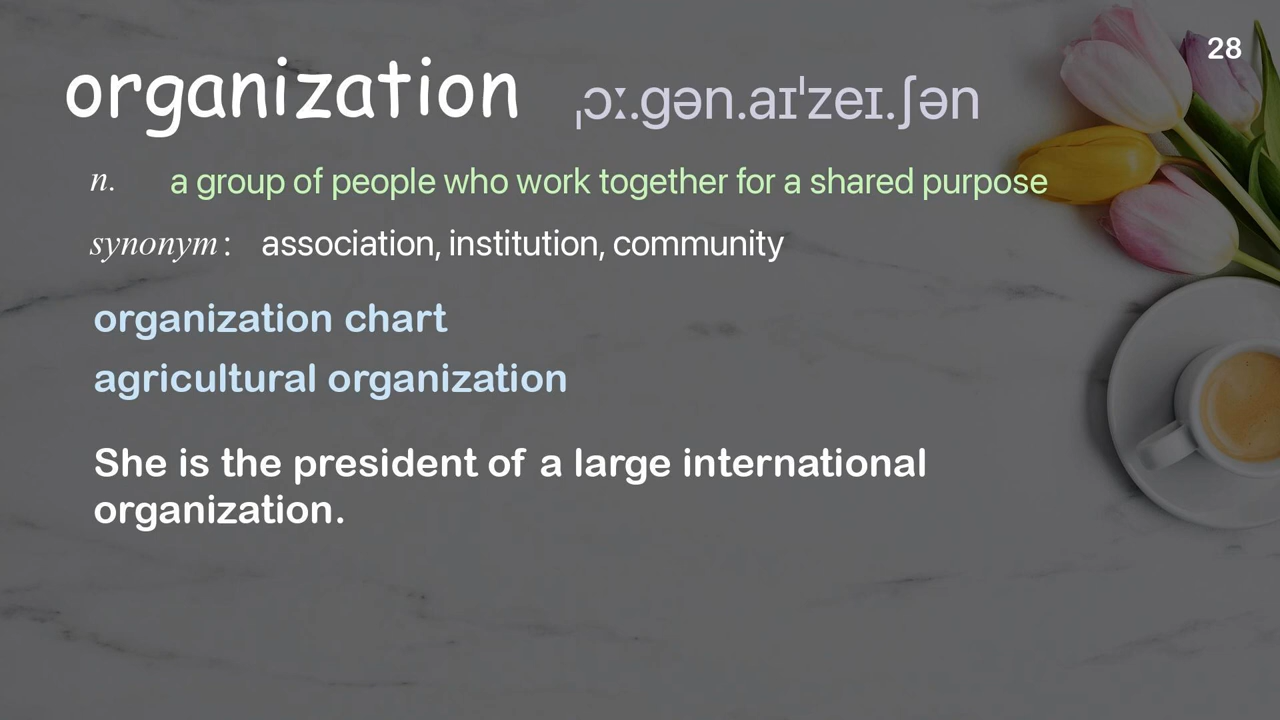 28
organization ˌɔː.gən.aɪˈzeɪ.ʃən
n. a group of people who work together for a shared purpose
synonym: association, institution, community
organization chart
agricultural organization
She is the president of a large international
organization.